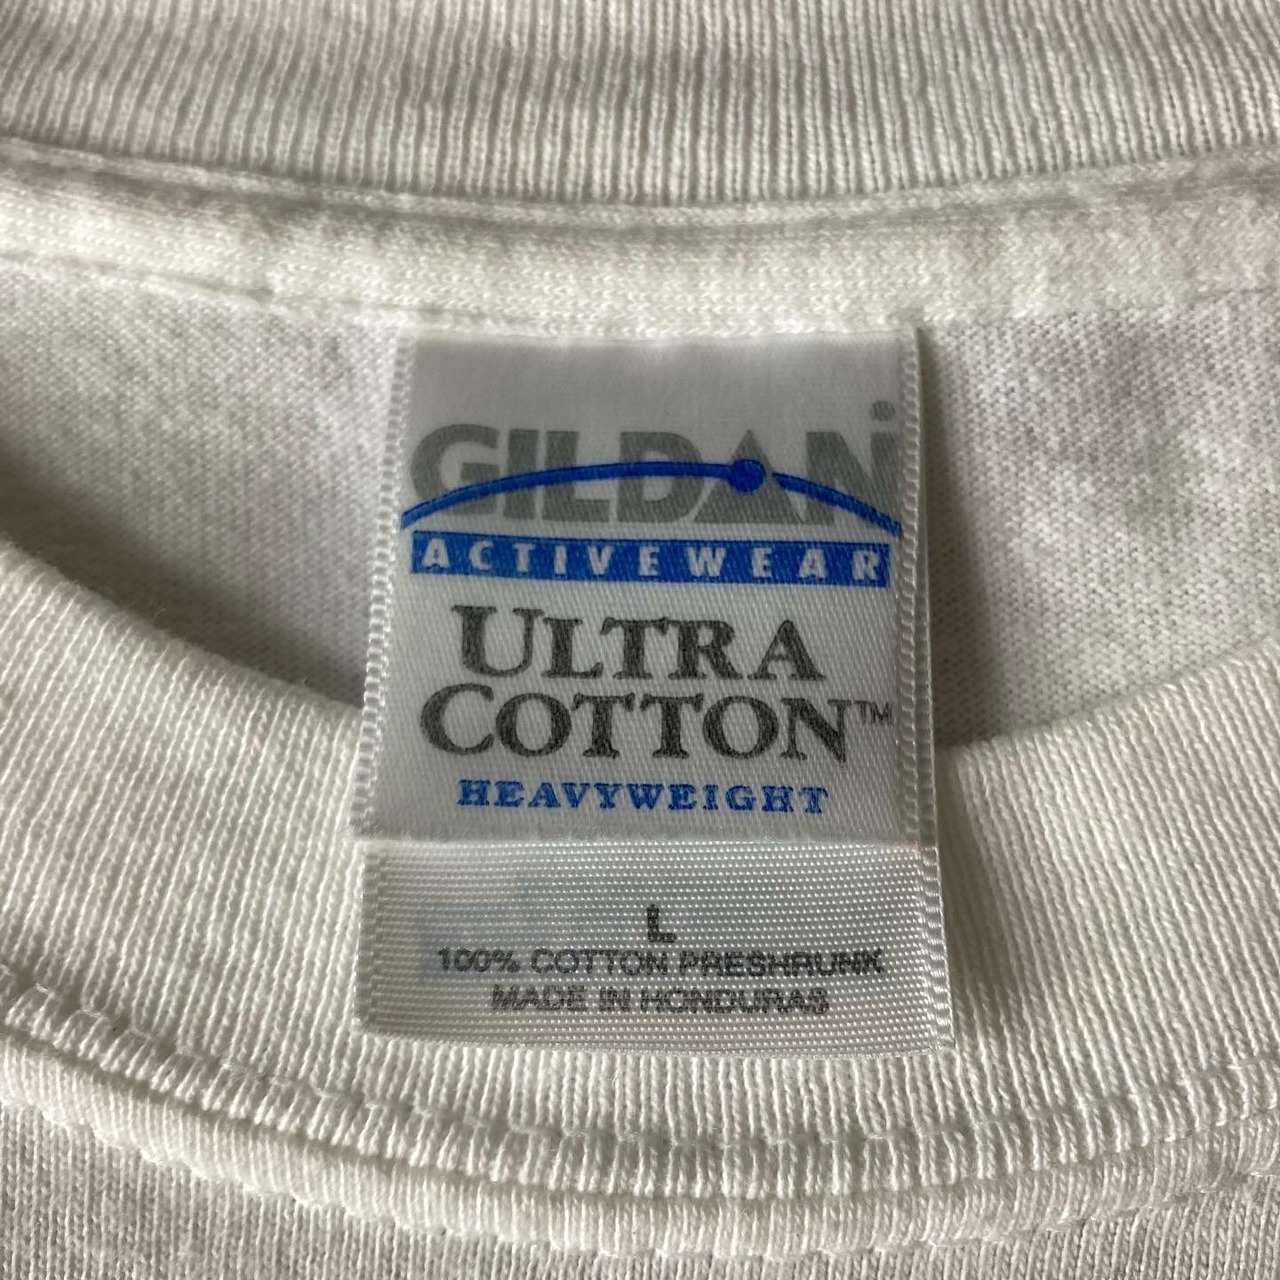 GILDAN
ACTIVEWEAR
ULTRA
COTTON™
HEAVYWEIGHT
L
100% COTTON PRESHRUNK
MADE IN HONDURAS